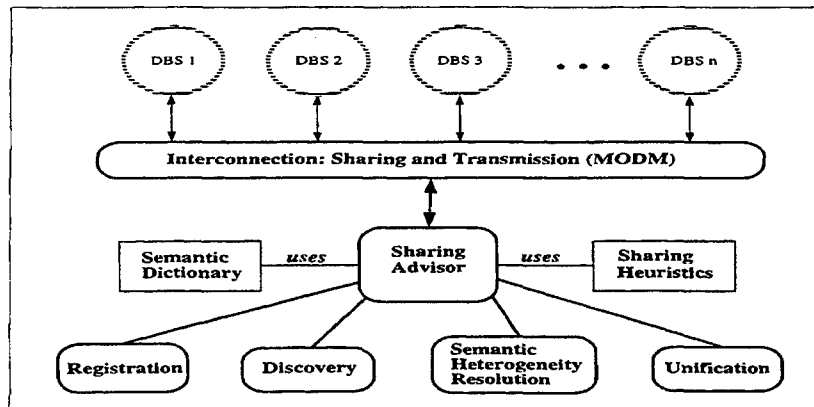 DBS 1 DBS 2 DBS 3 • • • DBS n
Interconnection: Sharing and Transmission (MODM)
Semantic
Dictionary
uses
Sharing
Advisor
uses
Sharing
Heuristics
Registration
Discovery
Semantic
Heterogeneity
Resolution
Unification